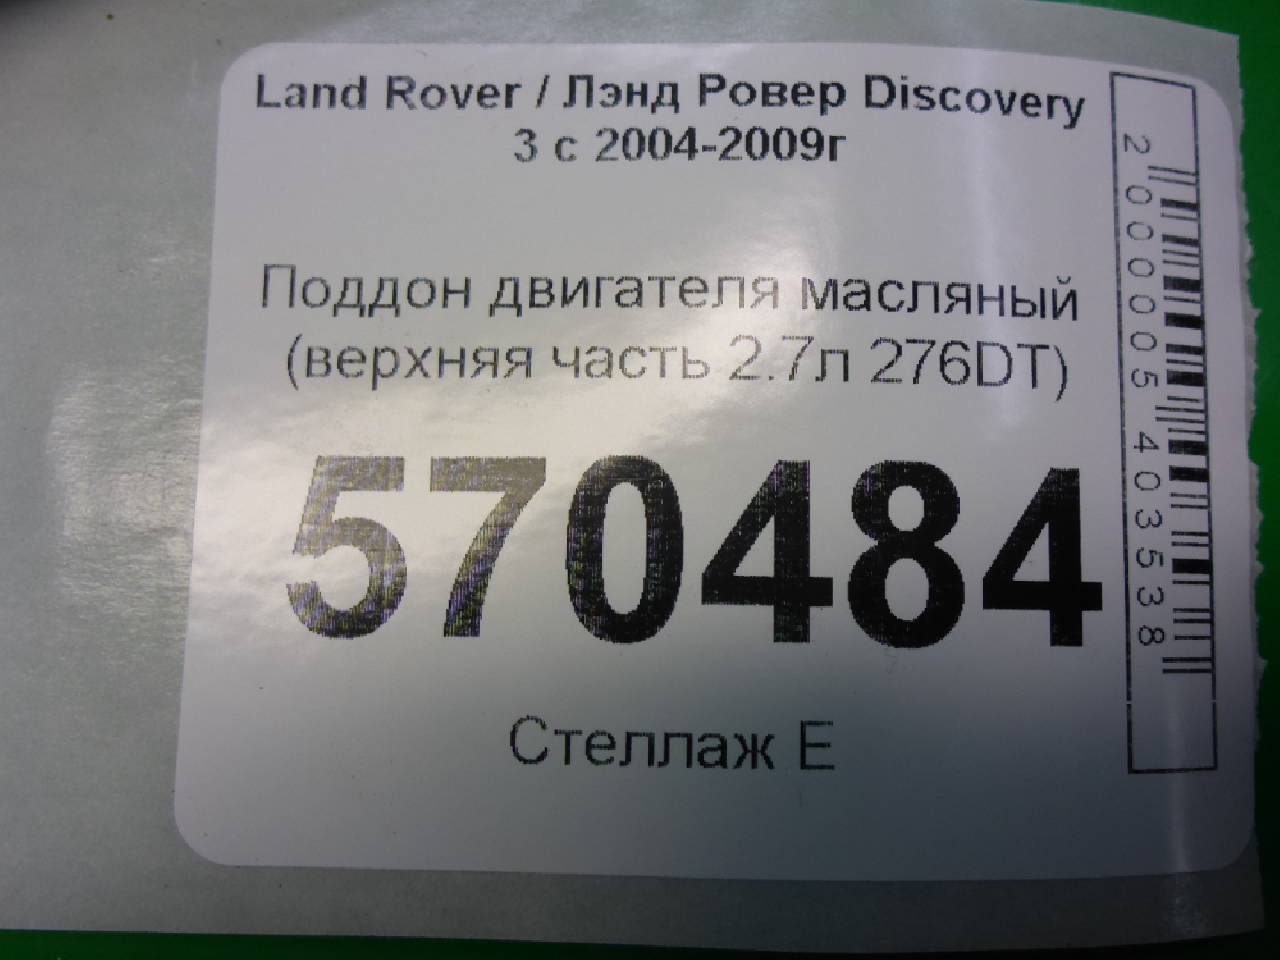 Land Rover / Лэнд Ровер Discovery
3 с 2004-2009г
Поддон двигателя масляный
(верхняя часть 2.7л 276DT)
570484
Стеллаж Е
2000005403538